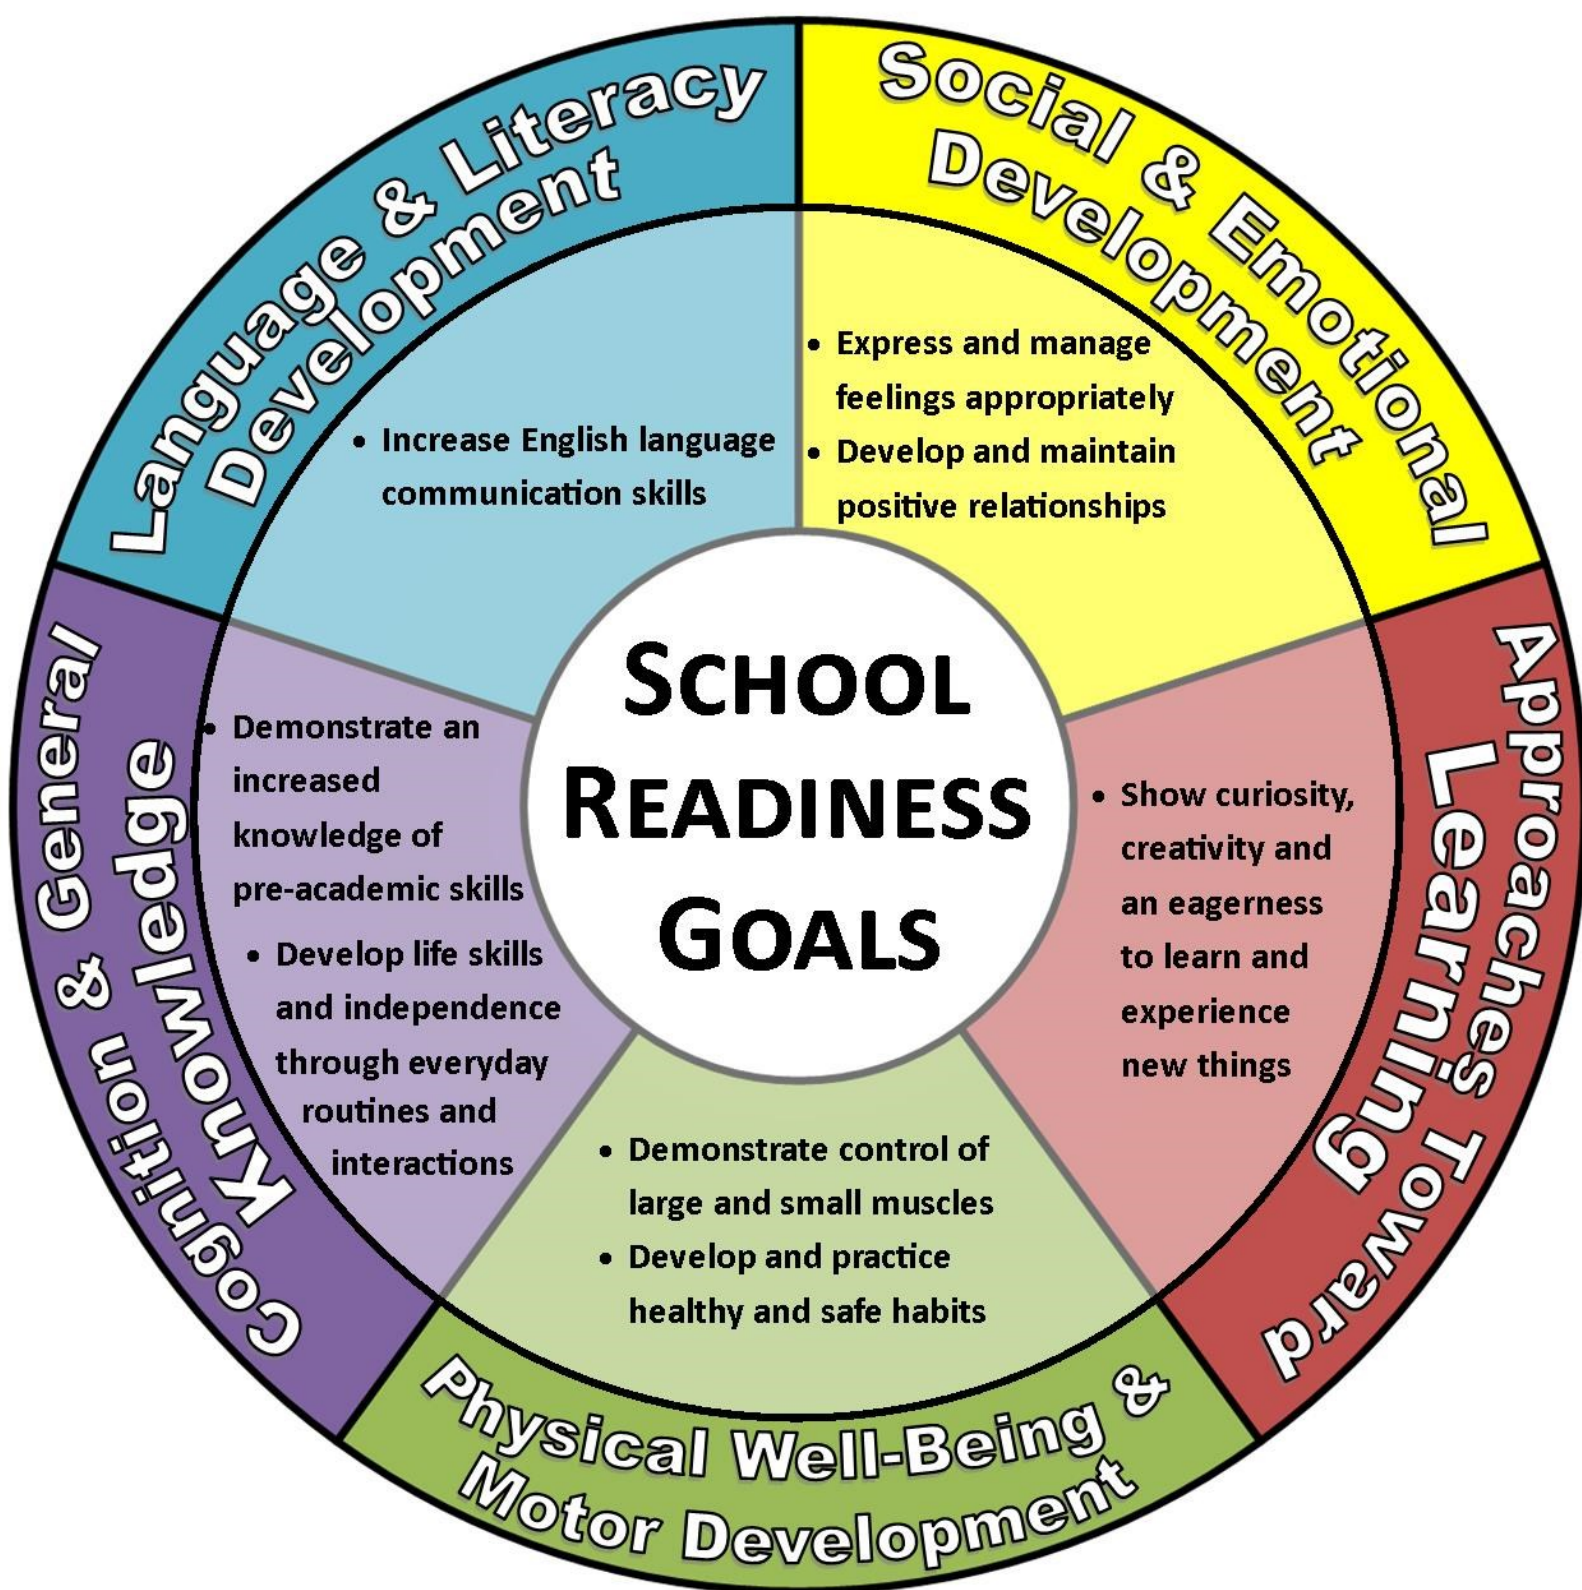 SCHOOL
READINESS
GOALS
Social & Emotional
Development
• Express and manage
feelings appropriately
• Develop and maintain
positive relationships
Approaches Toward
Learning
• Show curiosity,
creativity and
an eagerness
to learn and
experience
new things
Physical Well-Being &
Motor Development
• Demonstrate control of
large and small muscles
• Develop and practice
healthy and safe habits
Cognition & General
Knowledge
• Demonstrate an
increased
knowledge of
pre-academic skills
• Develop life skills
and independence
through everyday
routines and
interactions
Language & Literacy
Development
• Increase English language
communication skills